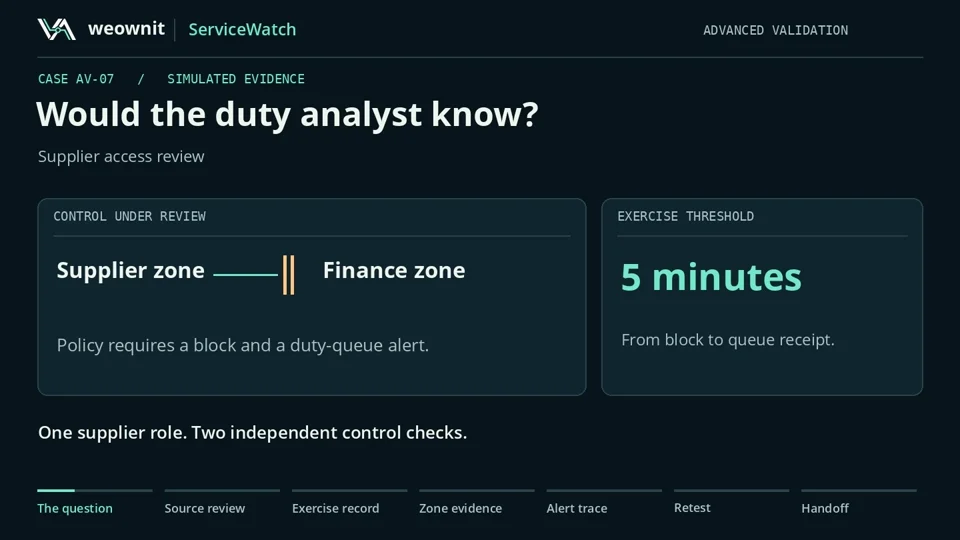 weownit
ServiceWatch
ADVANCED VALIDATION
CASE AV-07 / SIMULATED EVIDENCE
Would the duty analyst know?
Supplier access review
CONTROL UNDER REVIEW
Supplier zone
Finance zone
Policy requires a block and a duty-queue alert.
EXERCISE THRESHOLD
5 minutes
From block to queue receipt.
One supplier role. Two independent control checks.
The question
Source review
Exercise record
Zone evidence
Alert trace
Retest
Handoff